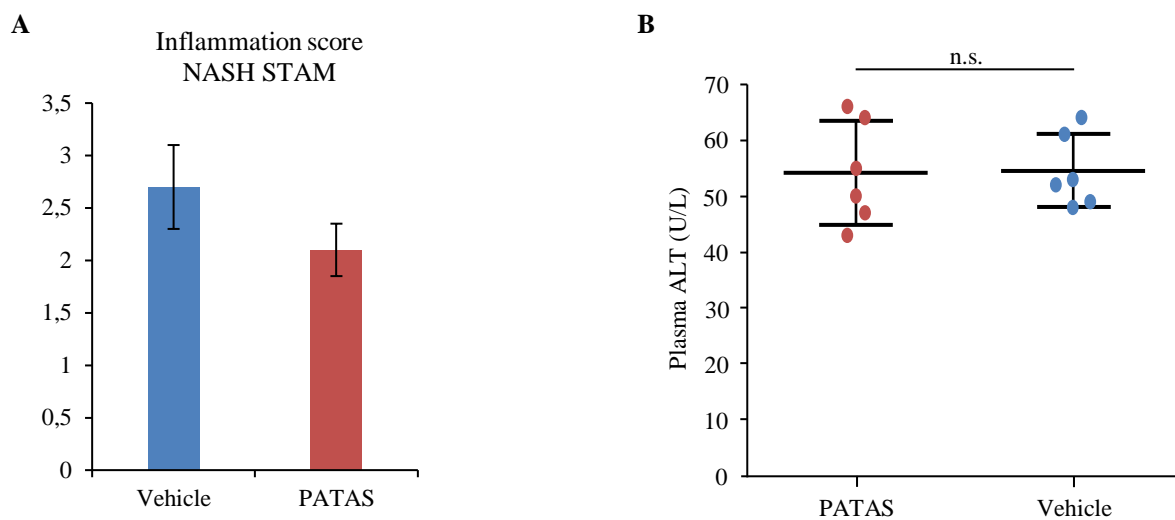 A
Inflammation score
NASH STAM
3,5
3
2,5
2
1,5
1
0,5
0
Vehicle
PATAS
B
n.s.
Plasma ALT (U/L)
70
60
50
40
30
20
10
0
PATAS
Vehicle